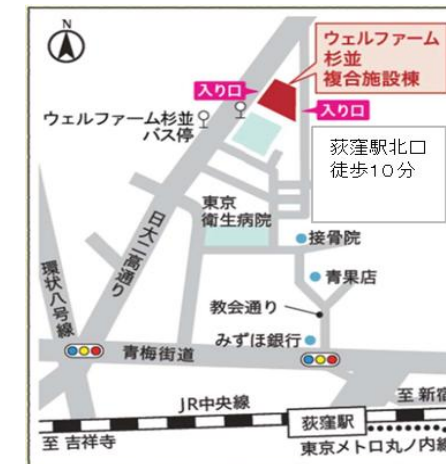 N
ウェルファーム
杉並
複合施設棟
入り口
入り口
ウェルファーム杉並
バス停
荻窪駅北口
徒歩10分
東京
衛生病院
日大二高通り
環状八号線
接骨院
青果店
教会通り
みずほ銀行
青梅街道
JR中央線
至 新宿
荻窪駅
至 吉祥寺
東京メトロ丸ノ内線